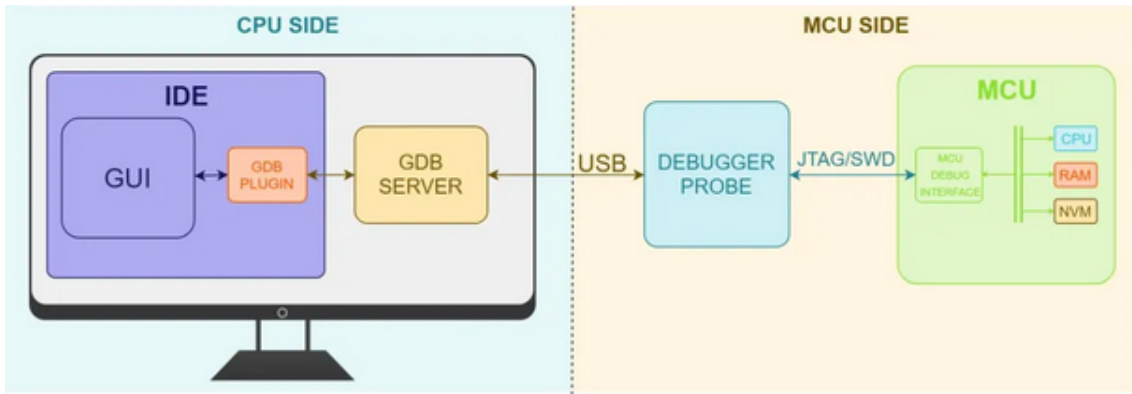 CPU SIDE
MCU SIDE
IDE
GUI
GDB
PLUGIN
GDB
SERVER
USB
DEBUGGER
PROBE
JTAG/SWD
MCU
MCU
DEBUG
INTERFACE
CPU
RAM
NVM